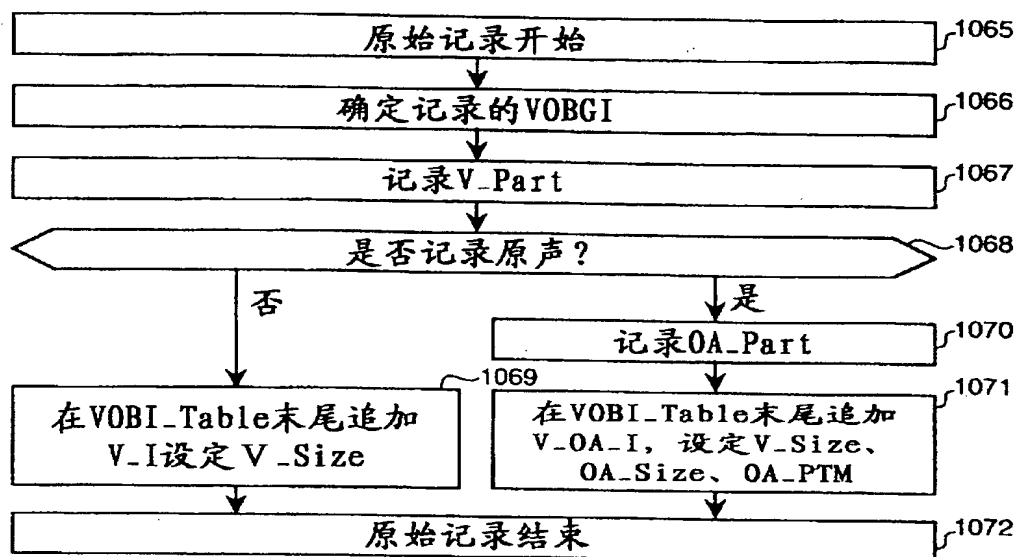 原始记录开始
1065
确定记录的VOBGI
1066
记录V_Part
1067
是否记录原声?
1068
否
是
记录OA_Part
1070
1069
在VOBI_Table末尾追加
V_I设定V_Size
1071
在VOBI_Table末尾追加
V_OA_I, 设定V_Size、
OA_Size、OA_PTM
原始记录结束
1072